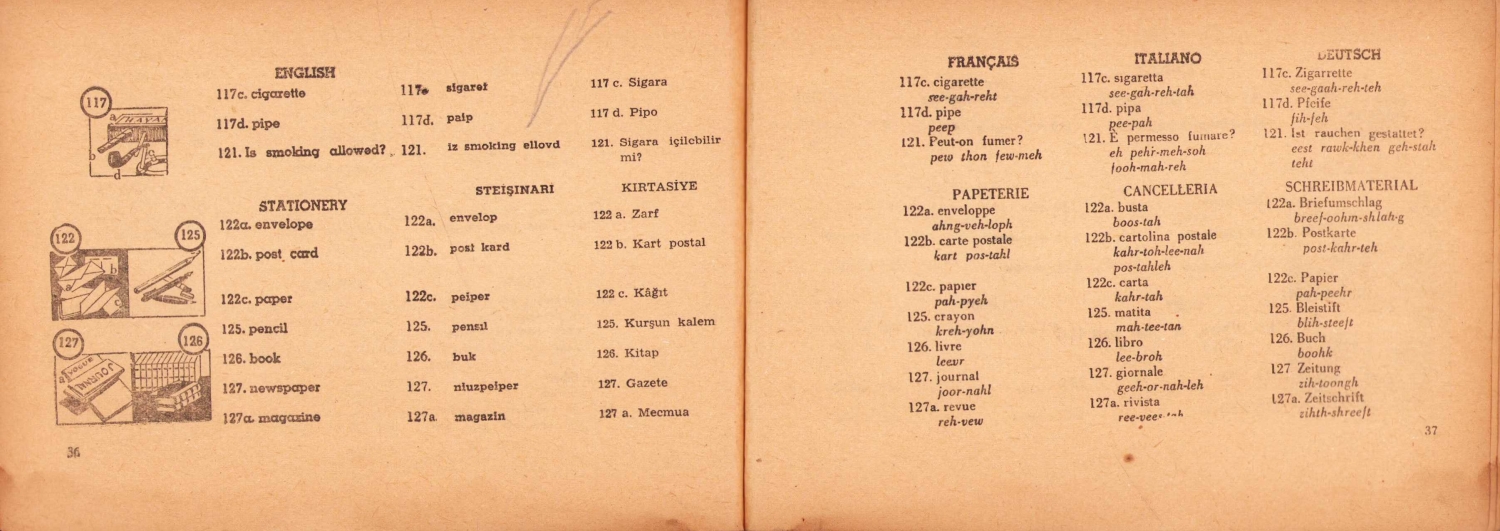 ENGLISH
117
a
HAVA
b
c
d
117c. cigarette
117d. pipe
121. Is smoking allowed?
STATIONERY
122
125
b
a
c
122a. envelope
122b. post card
122c. paper
125. pencil
127
126
JOURNAL
126. book
127. newspaper
127a. magazine
36
117 sigaret
117d. paip
121. iz smoking ellovd
STEİŞINARİ
122a. envelop
122b. post kard
122c. peiper
125. pensıl
126. buk
127. niuzpeiper
127a magazin
117 c. Sigara
117 d. Pipo
121. Sigara içilebilir
mi?
KIRTASİYE
122 a. Zarf
122 b. Kart postal
122 c. Kâğıt
125. Kurşun kalem
126. Kitap
127. Gazete
127 a. Mecmua
FRANÇAIS
117c. cigarette
see-gah-reht
117d. pipe
peep
121. Peut-on fumer?
pew thon few-meh
PAPETERIE
122a. enveloppe
ahng-veh-loph
122b. carte postale
kart pos-tahl
122c. papier
pah-pyeh
125. crayon
kreh-yohn
126. livre
leevr
127. journal
joor-nahl
127a. revue
reh-vew
ITALIANO
117c. sigaretta
see-gah-reh-tah
117d. pipa
pee-pah
121. È permesso fumare?
eh pehr-meh-soh
fooh-mah-reh
CANCELLERIA
122a. busta
boos-tah
122b. cartolina postale
kahr-toh-lee-nah
pos-tahleh
122c. carta
kahr-tah
125. matita
mah-tee-tan
126. libro
lee-broh
127. giornale
geeh-or-nah-leh
127a. rivista
DEUTSCH
117c. Zigarrette
see-gaah-reh-teh
117d. Pfeife
fih-feh
121. Ist rauchen gestattet?
eest rawk-khen geh-stah
teht
SCHREIBMATERIAL
122a. Briefumschlag
breef-oohm-shlah-g
122b. Postkarte
post-kahr-teh
122c. Papier
pah-peehr
125. Bleistift
blih-steeft
126. Buch
boohk
127 Zeitung
zih-toongh
127a. Zeitschrift
zihth-shreeft
37